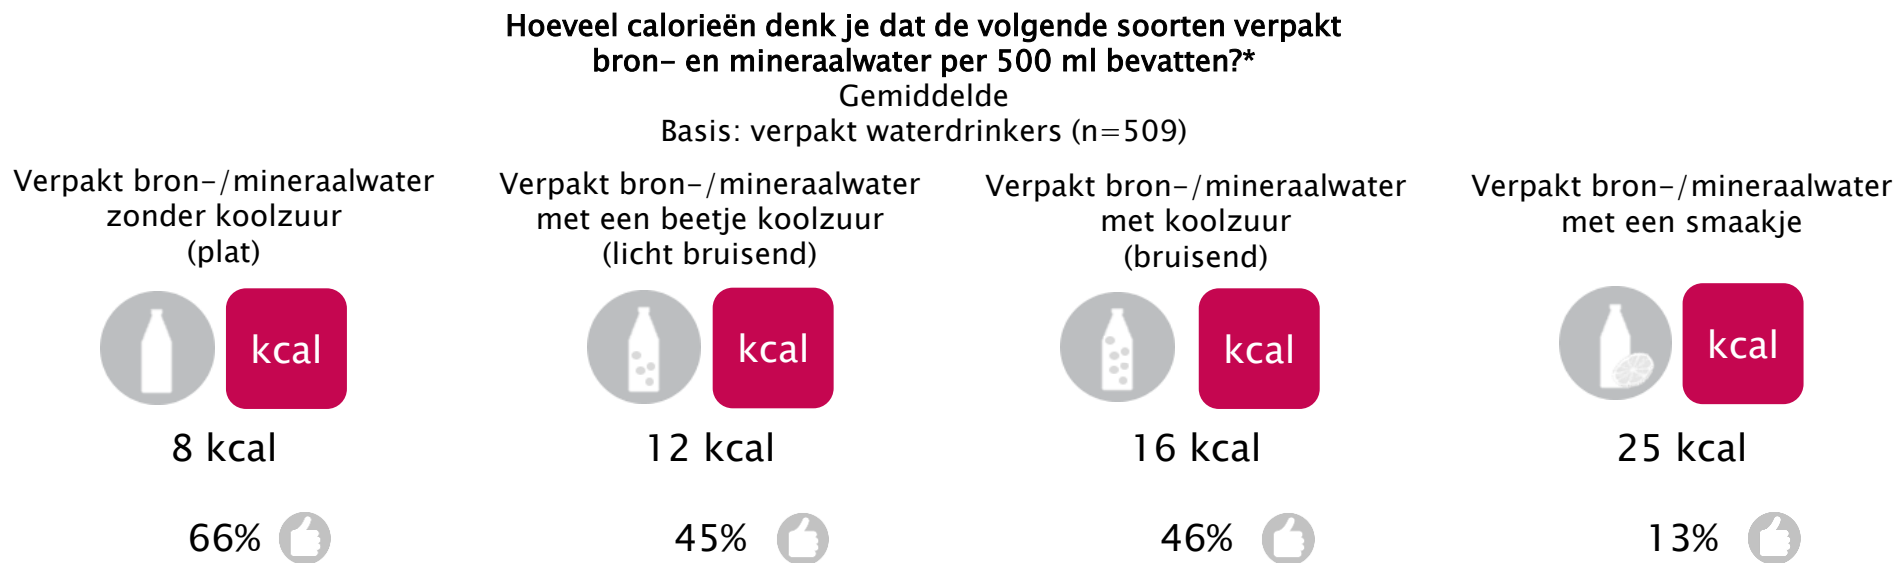 Hoeveel calorieën denk je dat de volgende soorten verpakt
bron- en mineraalwater per 500 ml bevatten?*
Gemiddelde
Basis: verpakt waterdrinkers (n=509)
Verpakt bron-/mineraalwater
zonder koolzuur
(plat)
kcal
8 kcal
66%
Verpakt bron-/mineraalwater
met een beetje koolzuur
(licht bruisend)
kcal
12 kcal
45%
Verpakt bron-/mineraalwater
met koolzuur
(bruisend)
kcal
16 kcal
46%
Verpakt bron-/mineraalwater
met een smaakje
kcal
25 kcal
13%